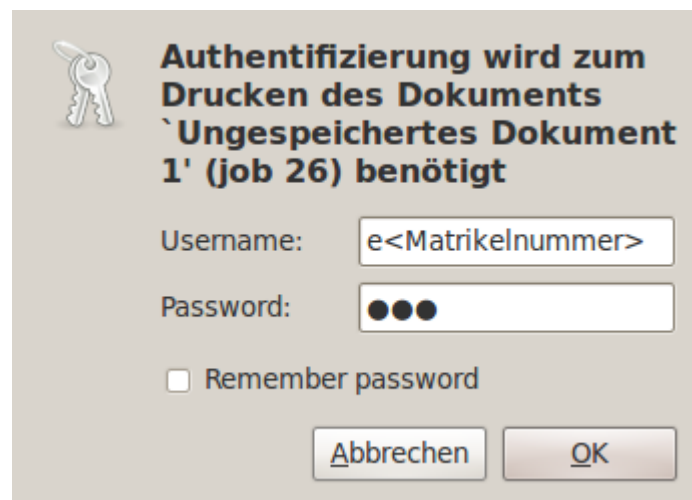 Authentifizierung wird zum
Drucken des Dokuments
`Ungespeichertes Dokument
1' (job 26) benötigt
Username: e<Matrikelnummer>
Password: ●●●
Remember password
Abbrechen OK